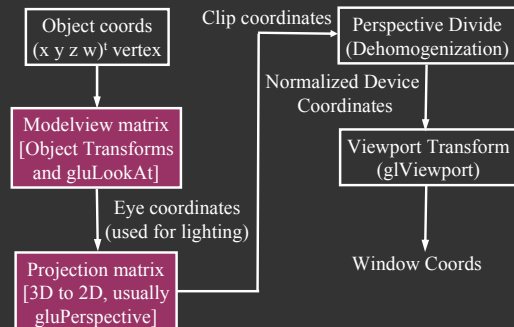 Object coords
(x y z w)ᵗ vertex
Modelview matrix
[Object Transforms
and gluLookAt]
Eye coordinates
(used for lighting)
Projection matrix
[3D to 2D, usually
gluPerspective]
Clip coordinates
Perspective Divide
(Dehomogenization)
Normalized Device
Coordinates
Viewport Transform
(glViewport)
Window Coords